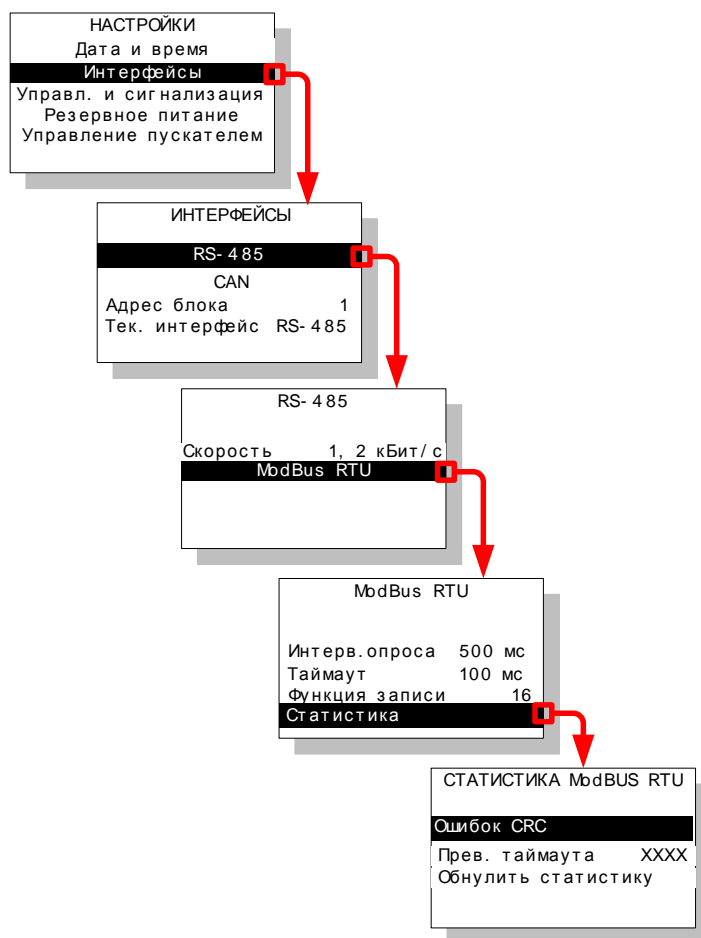 НАСТРОЙКИ
Дата и время
Интерфейсы
Управл. и сигнализация
Резервное питание
Управление пускателем
ИНТЕРФЕЙСЫ
RS-485
CAN
Адрес блока 1
Тек. интерфейс RS-485
RS-485
Скорость 1,2 кБит/с
ModBus RTU
ModBus RTU
Интерв.опроса 500 мс
Таймаут 100 мс
Функция записи 16
Статистика
СТАТИСТИКА ModBUS RTU
Ошибок CRC
Прев. таймаута XXXX
Обнулить статистику